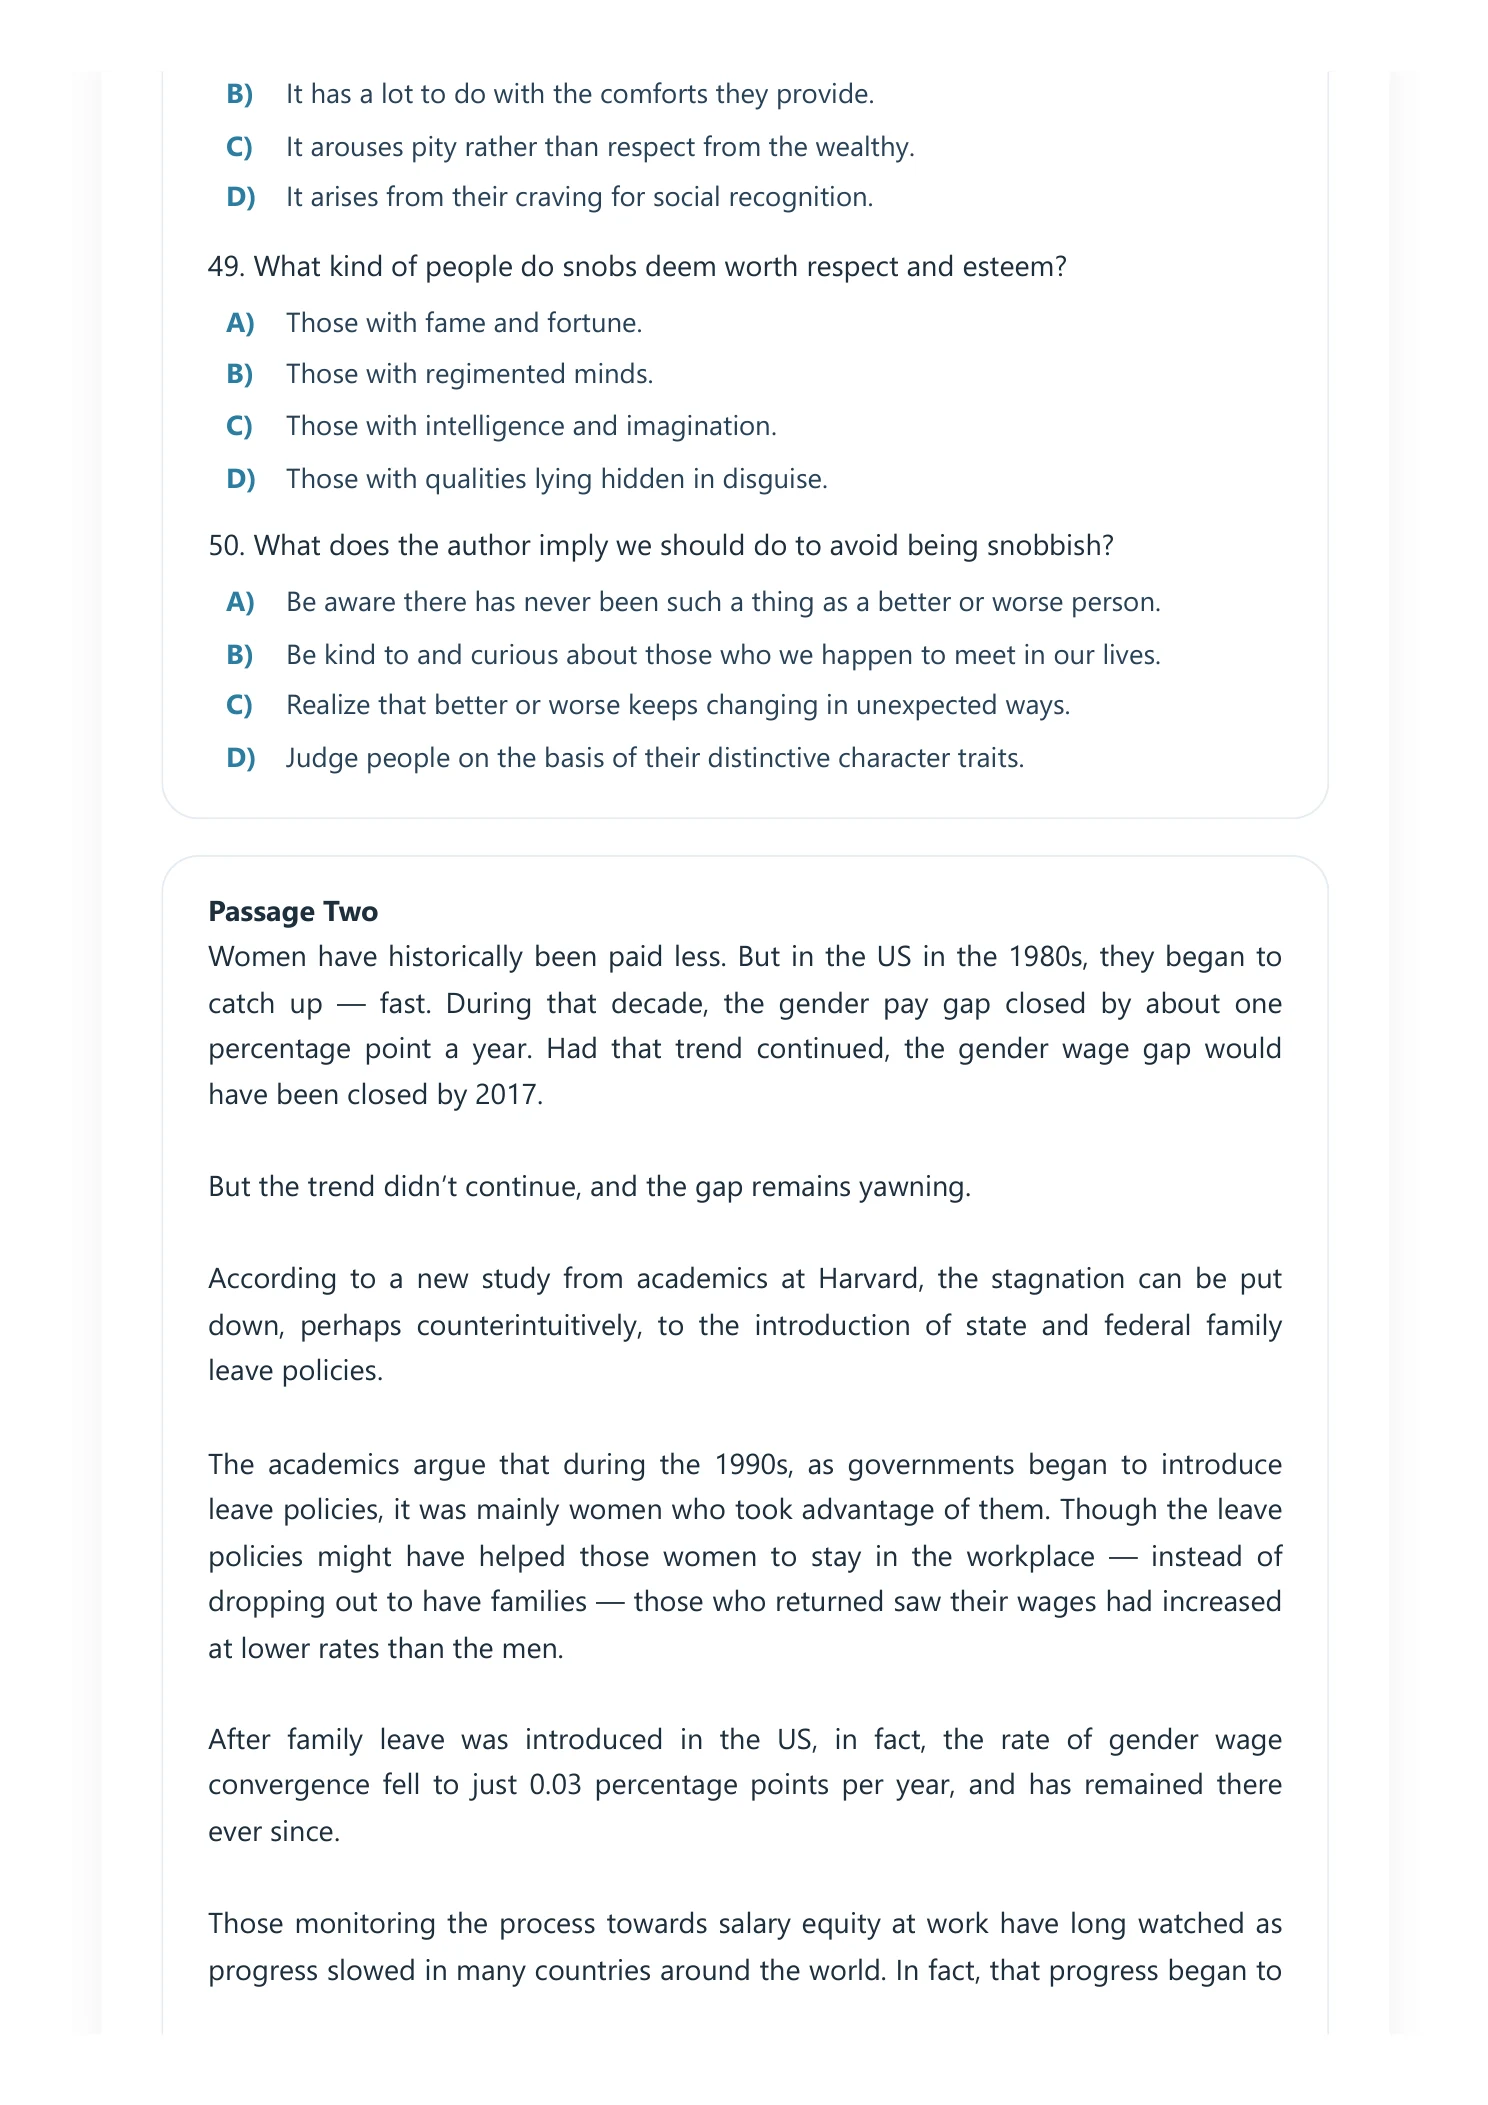 B) It has a lot to do with the comforts they provide.
C) It arouses pity rather than respect from the wealthy.
D) It arises from their craving for social recognition.
49. What kind of people do snobs deem worth respect and esteem?
A) Those with fame and fortune.
B) Those with regimented minds.
C) Those with intelligence and imagination.
D) Those with qualities lying hidden in disguise.
50. What does the author imply we should do to avoid being snobbish?
A) Be aware there has never been such a thing as a better or worse person.
B) Be kind to and curious about those who we happen to meet in our lives.
C) Realize that better or worse keeps changing in unexpected ways.
D) Judge people on the basis of their distinctive character traits.
Passage Two
Women have historically been paid less. But in the US in the 1980s, they began to
catch up — fast. During that decade, the gender pay gap closed by about one
percentage point a year. Had that trend continued, the gender wage gap would
have been closed by 2017.
But the trend didn’t continue, and the gap remains yawning.
According to a new study from academics at Harvard, the stagnation can be put
down, perhaps counterintuitively, to the introduction of state and federal family
leave policies.
The academics argue that during the 1990s, as governments began to introduce
leave policies, it was mainly women who took advantage of them. Though the leave
policies might have helped those women to stay in the workplace — instead of
dropping out to have families — those who returned saw their wages had increased
at lower rates than the men.
After family leave was introduced in the US, in fact, the rate of gender wage
convergence fell to just 0.03 percentage points per year, and has remained there
ever since.
Those monitoring the process towards salary equity at work have long watched as
progress slowed in many countries around the world. In fact, that progress began to